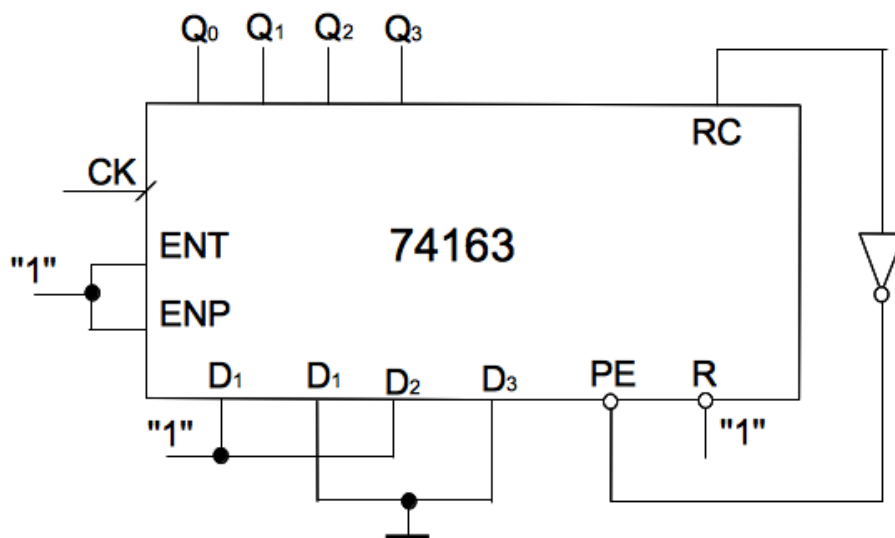 Q0 Q1 Q2 Q3
RC
CK
ENT
74163
"1"
ENP
D1 D1 D2 D3 PE R
"1" "1"